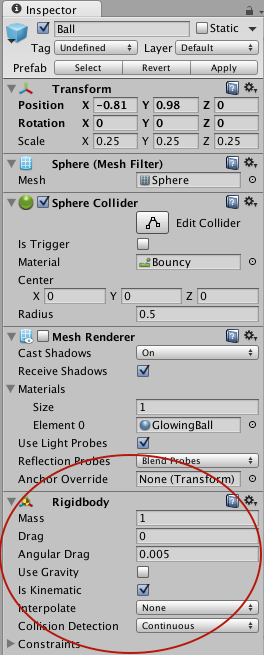 Inspector
Ball Static
Tag Undefined Layer Default
Prefab Select Revert Apply
Transform
Position X -0.81 Y 0.98 Z 0
Rotation X 0 Y 0 Z 0
Scale X 0.25 Y 0.25 Z 0.25
Sphere (Mesh Filter)
Mesh Sphere
Sphere Collider
Edit Collider
Is Trigger
Material Bouncy
Center
X 0 Y 0 Z 0
Radius 0.5
Mesh Renderer
Cast Shadows On
Receive Shadows
Materials
Size 1
Element 0 GlowingBall
Use Light Probes
Reflection Probes Blend Probes
Anchor Override None (Transform)
Rigidbody
Mass 1
Drag 0
Angular Drag 0.005
Use Gravity
Is Kinematic
Interpolate None
Collision Detection Continuous
Constraints